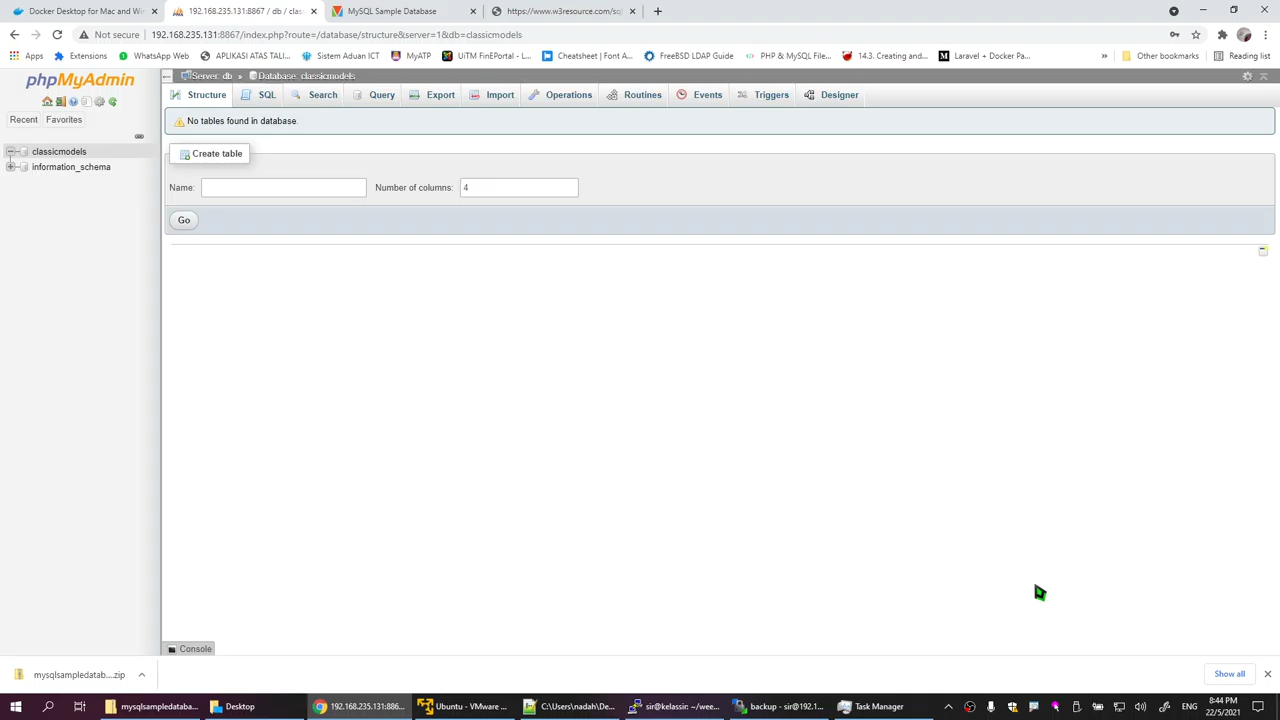 Docker Desktop for Mac and Win
192.168.235.131:8867 / db / classic
MySQL Sample Database
https://www.w3resource.com/sql
Not secure
192.168.235.131:8867/index.php?route=/database/structure&server=1&db=classicmodels
Apps
Extensions
WhatsApp Web
APLIKASI ATAS TALI...
Sistem Aduan ICT
MyATP
UiTM FinEPortal - L...
Cheatsheet | Font A...
FreeBSD LDAP Guide
PHP & MySQL File...
14.3. Creating and...
Laravel + Docker Pa...
Other bookmarks
Reading list
phpMyAdmin
Server: db » Database: classicmodels
Recent
Favorites
classicmodels
information_schema
Structure
SQL
Search
Query
Export
Import
Operations
Routines
Events
Triggers
Designer
No tables found in database.
Create table
Name:
Number of columns: 4
Go
Console
mysqlsampledatab....zip
Show all
mysqlsampledatab...
Desktop
192.168.235.131:886...
Ubuntu - VMware ...
C:\Users\nadah\De...
sir@kelassic: ~/wee...
backup - sir@192.1...
Task Manager
8:44 PM
22/5/2021